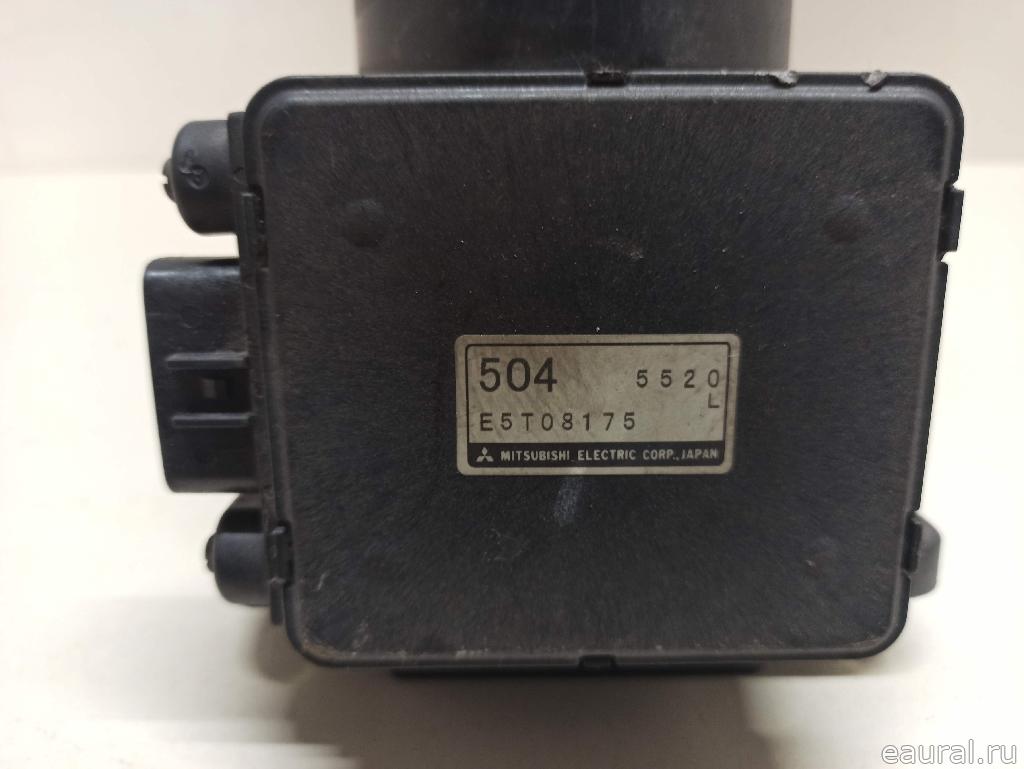 504 5520
L
E5T08175
MITSUBISHI ELECTRIC CORP., JAPAN
eaural.ru